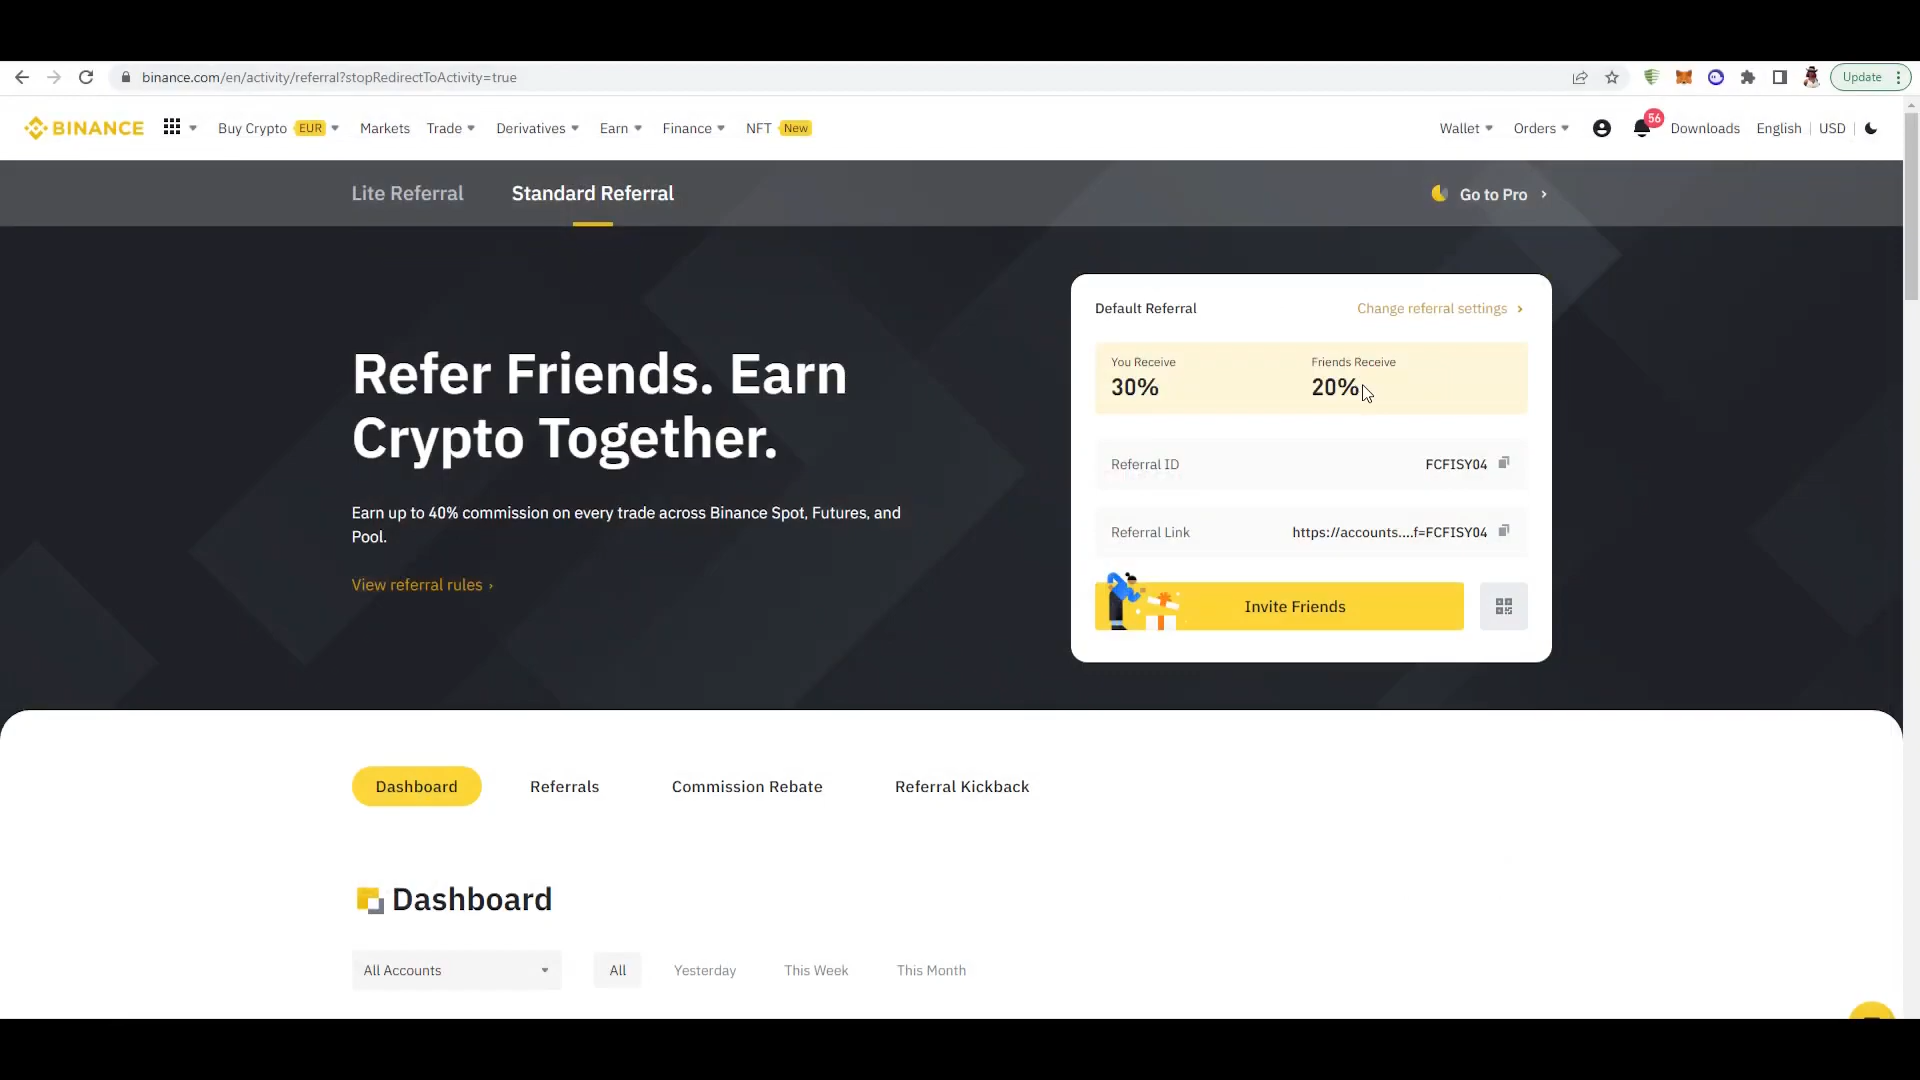 binance.com/en/activity/referral?stopRedirectToActivity=true
Update
BINANCE
Buy Crypto EUR Markets Trade Derivatives Earn Finance NFT New
Wallet Orders 56 Downloads English | USD |
Lite Referral Standard Referral Go to Pro
Default Referral Change referral settings
You Receive Friends Receive
30% 20%
Refer Friends. Earn
Crypto Together.
Referral ID FCFISY04
Earn up to 40% commission on every trade across Binance Spot, Futures, and
Pool.
Referral Link https://accounts....f=FCFISY04
View referral rules
Invite Friends
Dashboard Referrals Commission Rebate Referral Kickback
Dashboard
All Accounts All Yesterday This Week This Month